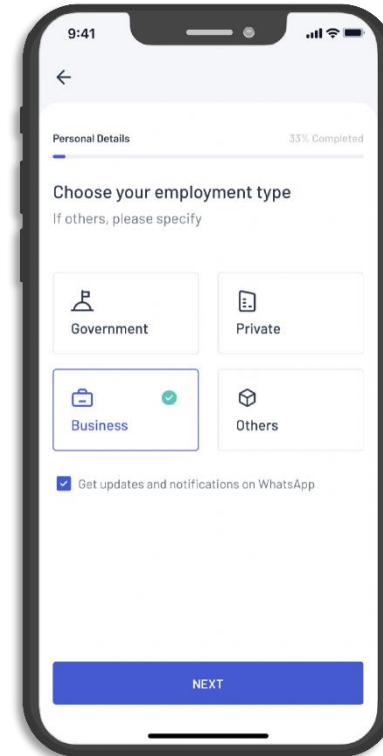 9:41
Personal Details 33% Completed
Choose your employment type
If others, please specify
Government Private
Business Others
Get updates and notifications on WhatsApp
NEXT